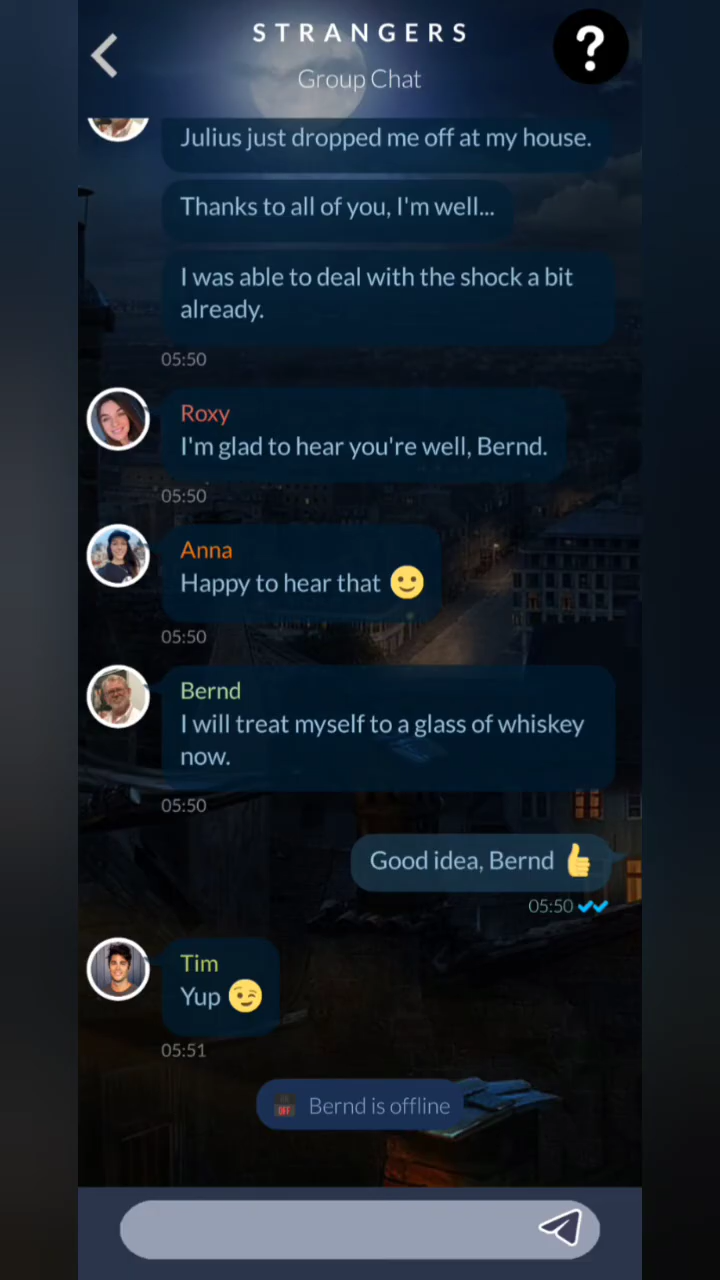 STRANGERS
Group Chat
?
Julius just dropped me off at my house.
Thanks to all of you, I'm well...
I was able to deal with the shock a bit
already.
05:50
Roxy
I'm glad to hear you're well, Bernd.
05:50
Anna
Happy to hear that 🙂
05:50
Bernd
I will treat myself to a glass of whiskey
now.
05:50
Good idea, Bernd 👍
05:50
Tim
Yup 😉
05:51
OFF
Bernd is offline